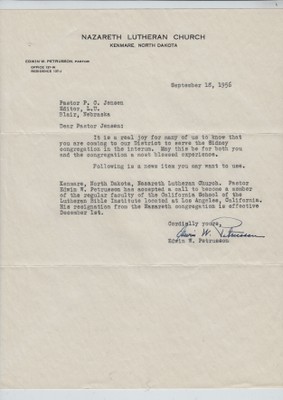 NAZARETH LUTHERAN CHURCH
KENMARE, NORTH DAKOTA
EDWIN W. PETRUSSON, PASTOR
OFFICE
RESIDENCE
September 18, 1956
Pastor P. C. Jensen
Editor, L.U.
Blair, Nebraska
Dear Pastor Jensen:
It is a real joy for many of us to know that
you are coming to our District to serve the Sidney
congregation in the interum. May this be for both you
and the congregation a most blessed experience.
Following is a news item you may want to use.
Kenmare, North Dakota, Nazareth Lutheran Church. Pastor
Edwin W. Petrusson has accepted a call to become a member
of the regular faculty of the California School of the
Lutheran Bible Institute located at Los Angeles, California.
His resignation from the Nazareth congregation is effective
December 1st.
Cordially yours,
Edwin W. Petrusson
Edwin W. Petrusson